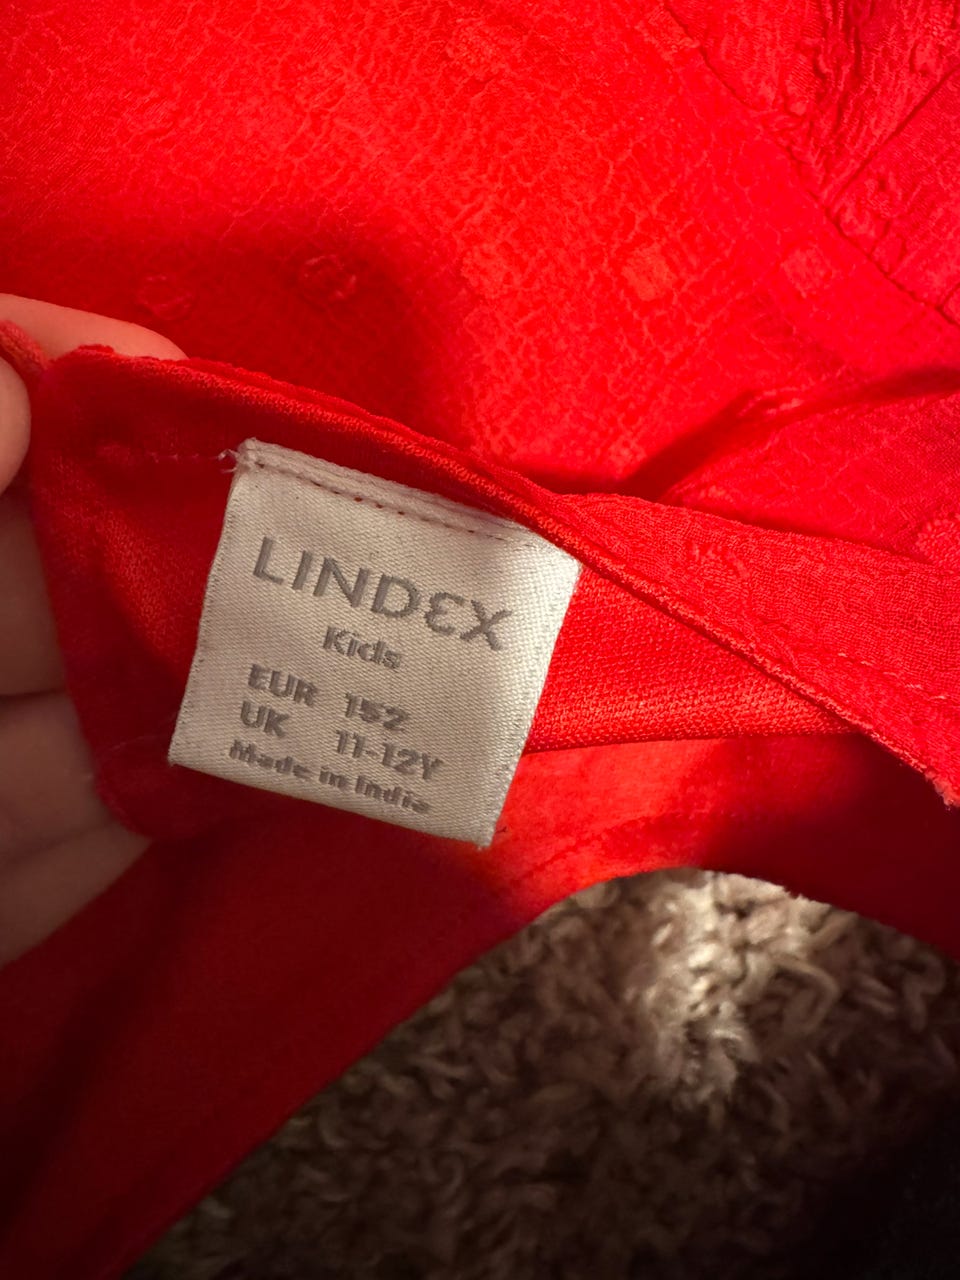 LINDEX
Kids
EUR 152
UK 11-12Y
Made in India